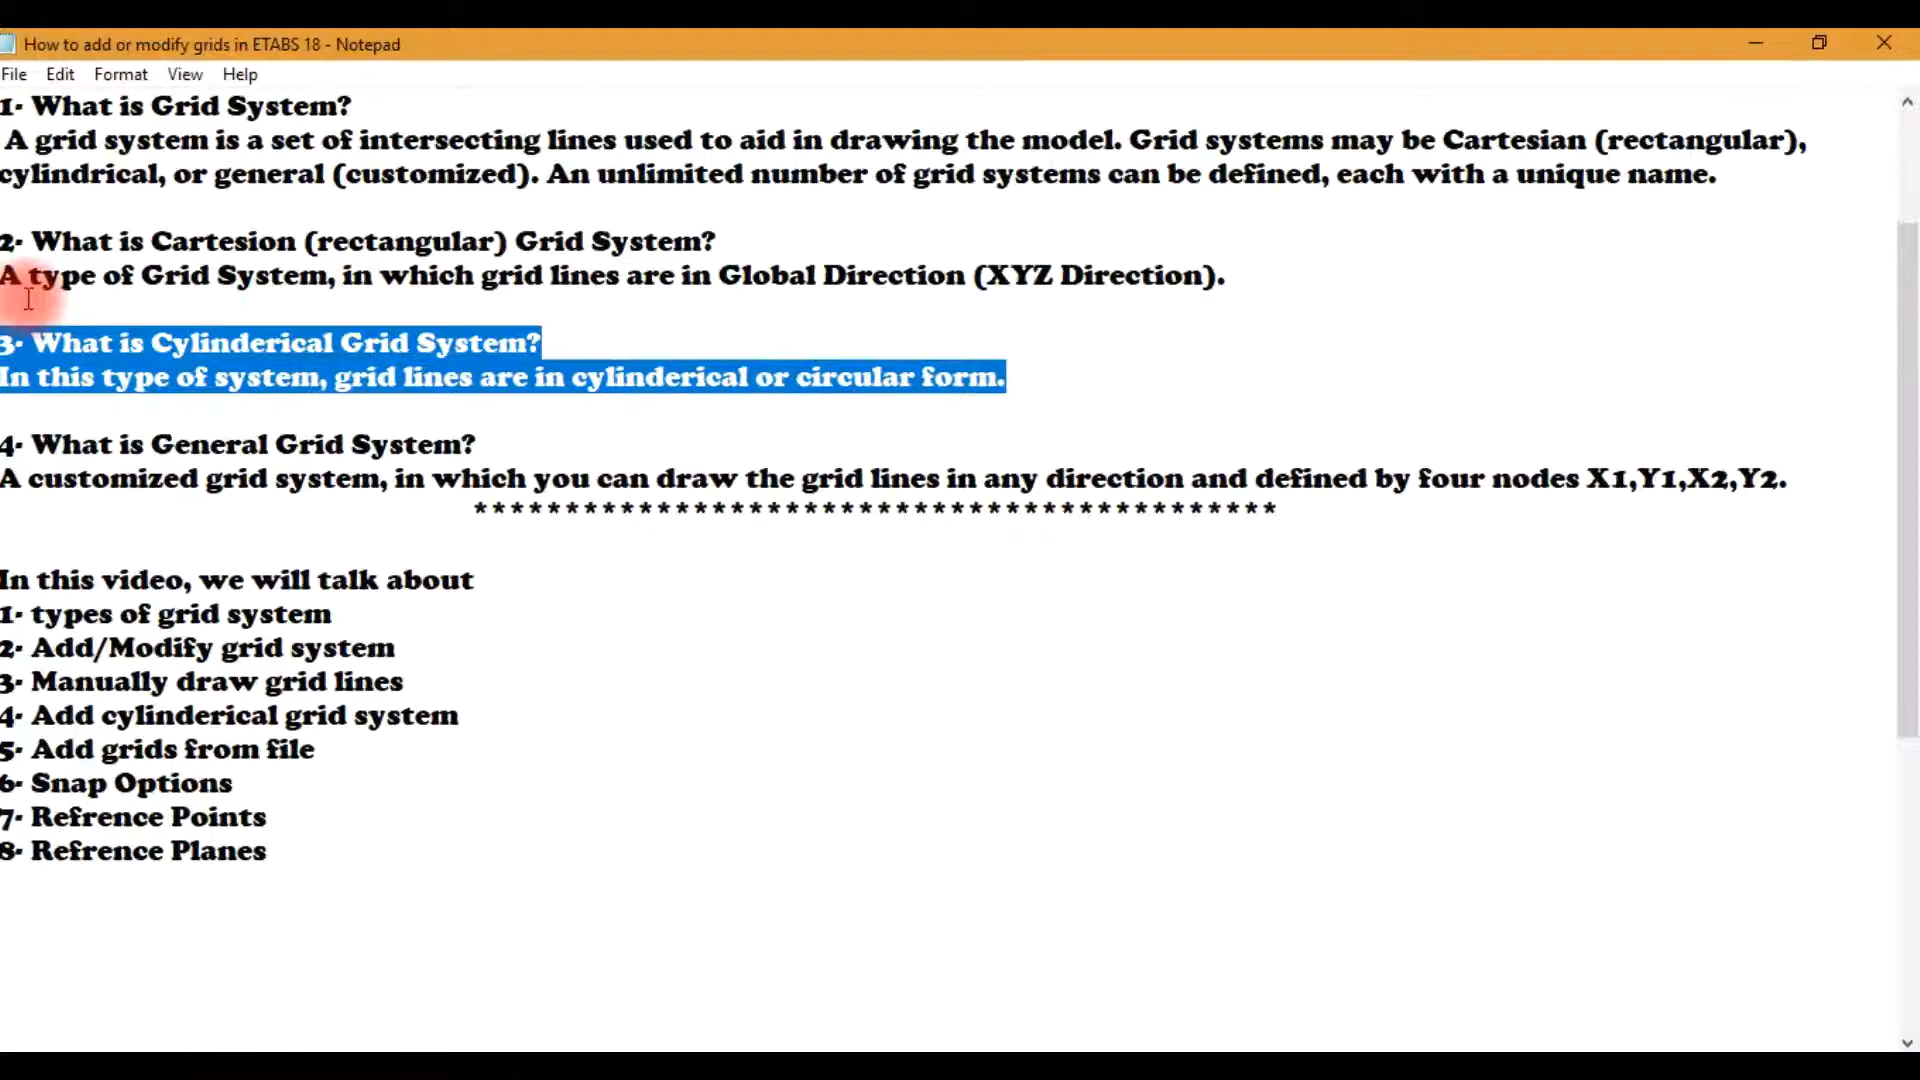 How to add or modify grids in ETABS 18 - Notepad
File Edit Format View Help
1- What is Grid System?
A grid system is a set of intersecting lines used to aid in drawing the model. Grid systems may be Cartesian (rectangular),
cylindrical, or general (customized). An unlimited number of grid systems can be defined, each with a unique name.
2- What is Cartesion (rectangular) Grid System?
A type of Grid System, in which grid lines are in Global Direction (XYZ Direction).
3- What is Cylinderical Grid System?
In this type of system, grid lines are in cylinderical or circular form.
4- What is General Grid System?
A customized grid system, in which you can draw the grid lines in any direction and defined by four nodes X1,Y1,X2,Y2.
********************************************
In this video, we will talk about
1- types of grid system
2- Add/Modify grid system
3- Manually draw grid lines
4- Add cylinderical grid system
5- Add grids from file
6- Snap Options
7- Refrence Points
8- Refrence Planes